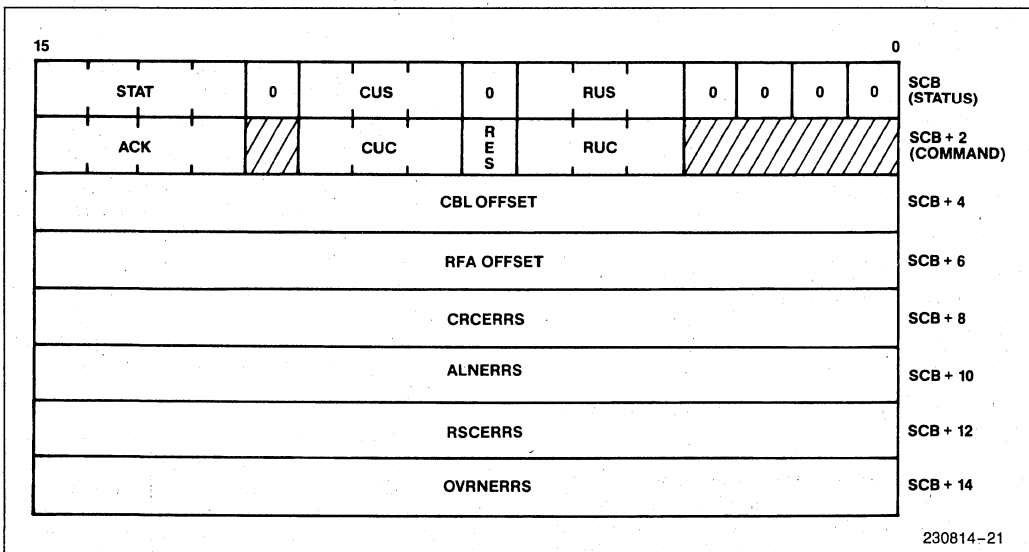 15 0
STAT 0 CUS 0 RUS 0 0 0 0 SCB (STATUS)
ACK CUC RES RUC SCB + 2 (COMMAND)
CBL OFFSET SCB + 4
RFA OFFSET SCB + 6
CRCERRS SCB + 8
ALNERRS SCB + 10
RSCERRS SCB + 12
OVRNERRS SCB + 14
230814–21